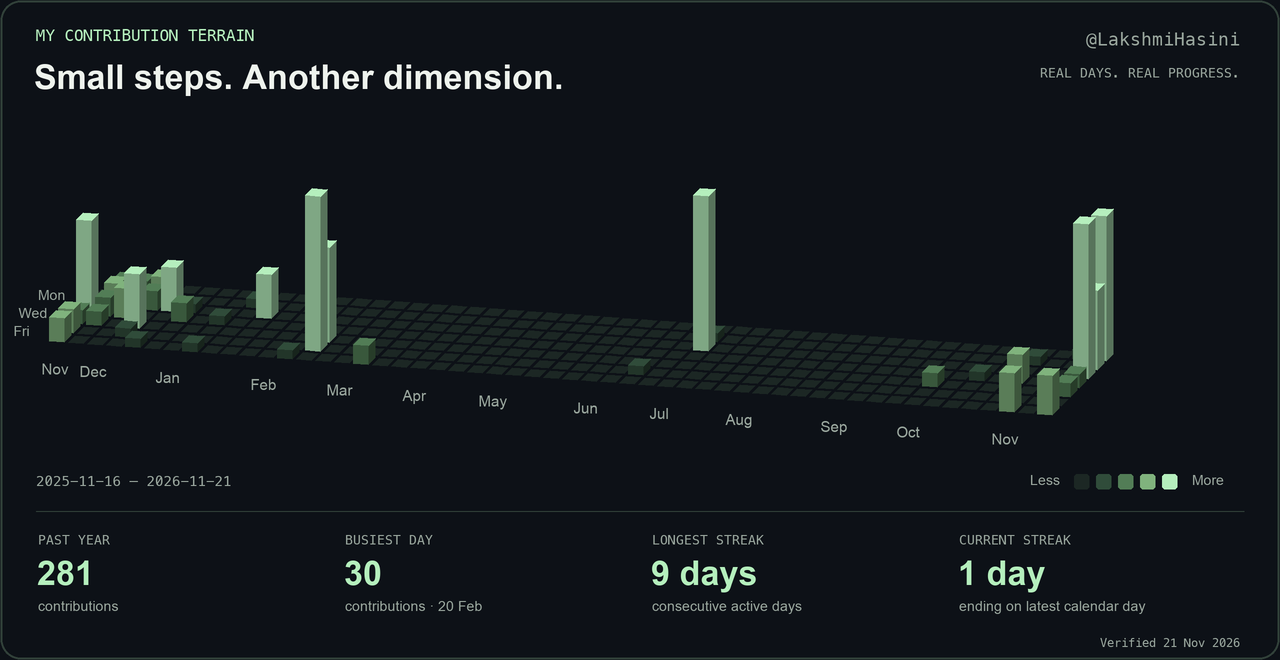 MY CONTRIBUTION TERRAIN
@LakshmiHasini
Small steps. Another dimension.
REAL DAYS. REAL PROGRESS.
Mon
Wed
Fri
Nov Dec Jan Feb Mar Apr May Jun Jul Aug Sep Oct Nov
2025-11-16 — 2026-11-21
Less More
PAST YEAR BUSIEST DAY LONGEST STREAK CURRENT STREAK
281 30 9 days 1 day
contributions contributions · 20 Feb consecutive active days ending on latest calendar day
Verified 21 Nov 2026